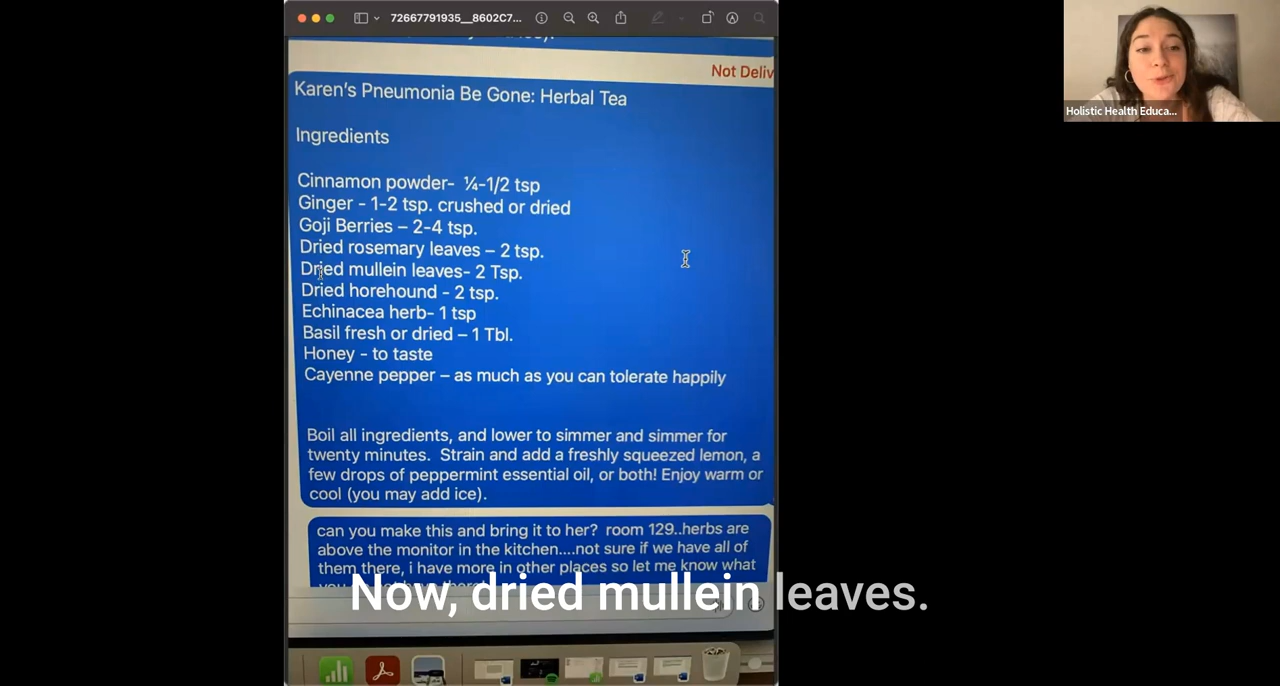 72667791935__8602C7...
Not Deliv
Karen's Pneumonia Be Gone: Herbal Tea
Ingredients
Cinnamon powder- ¼-1/2 tsp
Ginger - 1-2 tsp. crushed or dried
Goji Berries – 2-4 tsp.
Dried rosemary leaves – 2 tsp.
Dried mullein leaves- 2 Tsp.
Dried horehound - 2 tsp.
Echinacea herb- 1 tsp
Basil fresh or dried – 1 Tbl.
Honey - to taste
Cayenne pepper – as much as you can tolerate happily
Boil all ingredients, and lower to simmer and simmer for
twenty minutes. Strain and add a freshly squeezed lemon, a
few drops of peppermint essential oil, or both! Enjoy warm or
cool (you may add ice).
can you make this and bring it to her? room 129..herbs are
above the monitor in the kitchen....not sure if we have all of
them there, i have more in other places so let me know what
Now, dried mullein leaves.
Holistic Health Educa...